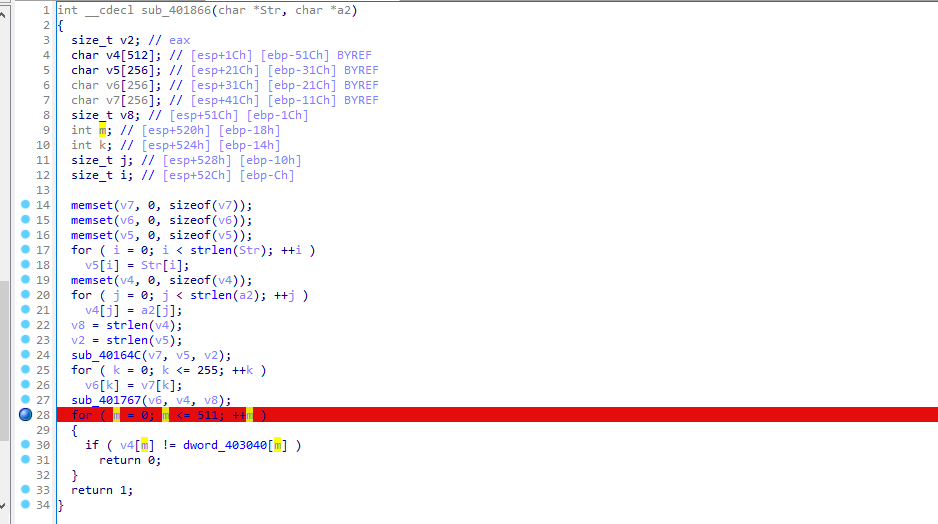 1 int __cdecl sub_401866(char *Str, char *a2)
2 {
3 size_t v2; // eax
4 char v4[512]; // [esp+1Ch] [ebp-51Ch] BYREF
5 char v5[256]; // [esp+21Ch] [ebp-31Ch] BYREF
6 char v6[256]; // [esp+31Ch] [ebp-21Ch] BYREF
7 char v7[256]; // [esp+41Ch] [ebp-11Ch] BYREF
8 size_t v8; // [esp+51Ch] [ebp-1Ch]
9 int m; // [esp+520h] [ebp-18h]
10 int k; // [esp+524h] [ebp-14h]
11 size_t j; // [esp+528h] [ebp-10h]
12 size_t i; // [esp+52Ch] [ebp-Ch]
13
14 memset(v7, 0, sizeof(v7));
15 memset(v6, 0, sizeof(v6));
16 memset(v5, 0, sizeof(v5));
17 for ( i = 0; i < strlen(Str); ++i )
18 v5[i] = Str[i];
19 memset(v4, 0, sizeof(v4));
20 for ( j = 0; j < strlen(a2); ++j )
21 v4[j] = a2[j];
22 v8 = strlen(v4);
23 v2 = strlen(v5);
24 sub_40164C(v7, v5, v2);
25 for ( k = 0; k <= 255; ++k )
26 v6[k] = v7[k];
27 sub_401767(v6, v4, v8);
28 for ( m = 0; m <= 511; ++m )
29 {
30 if ( v4[m] != dword_403040[m] )
31 return 0;
32 }
33 return 1;
34 }